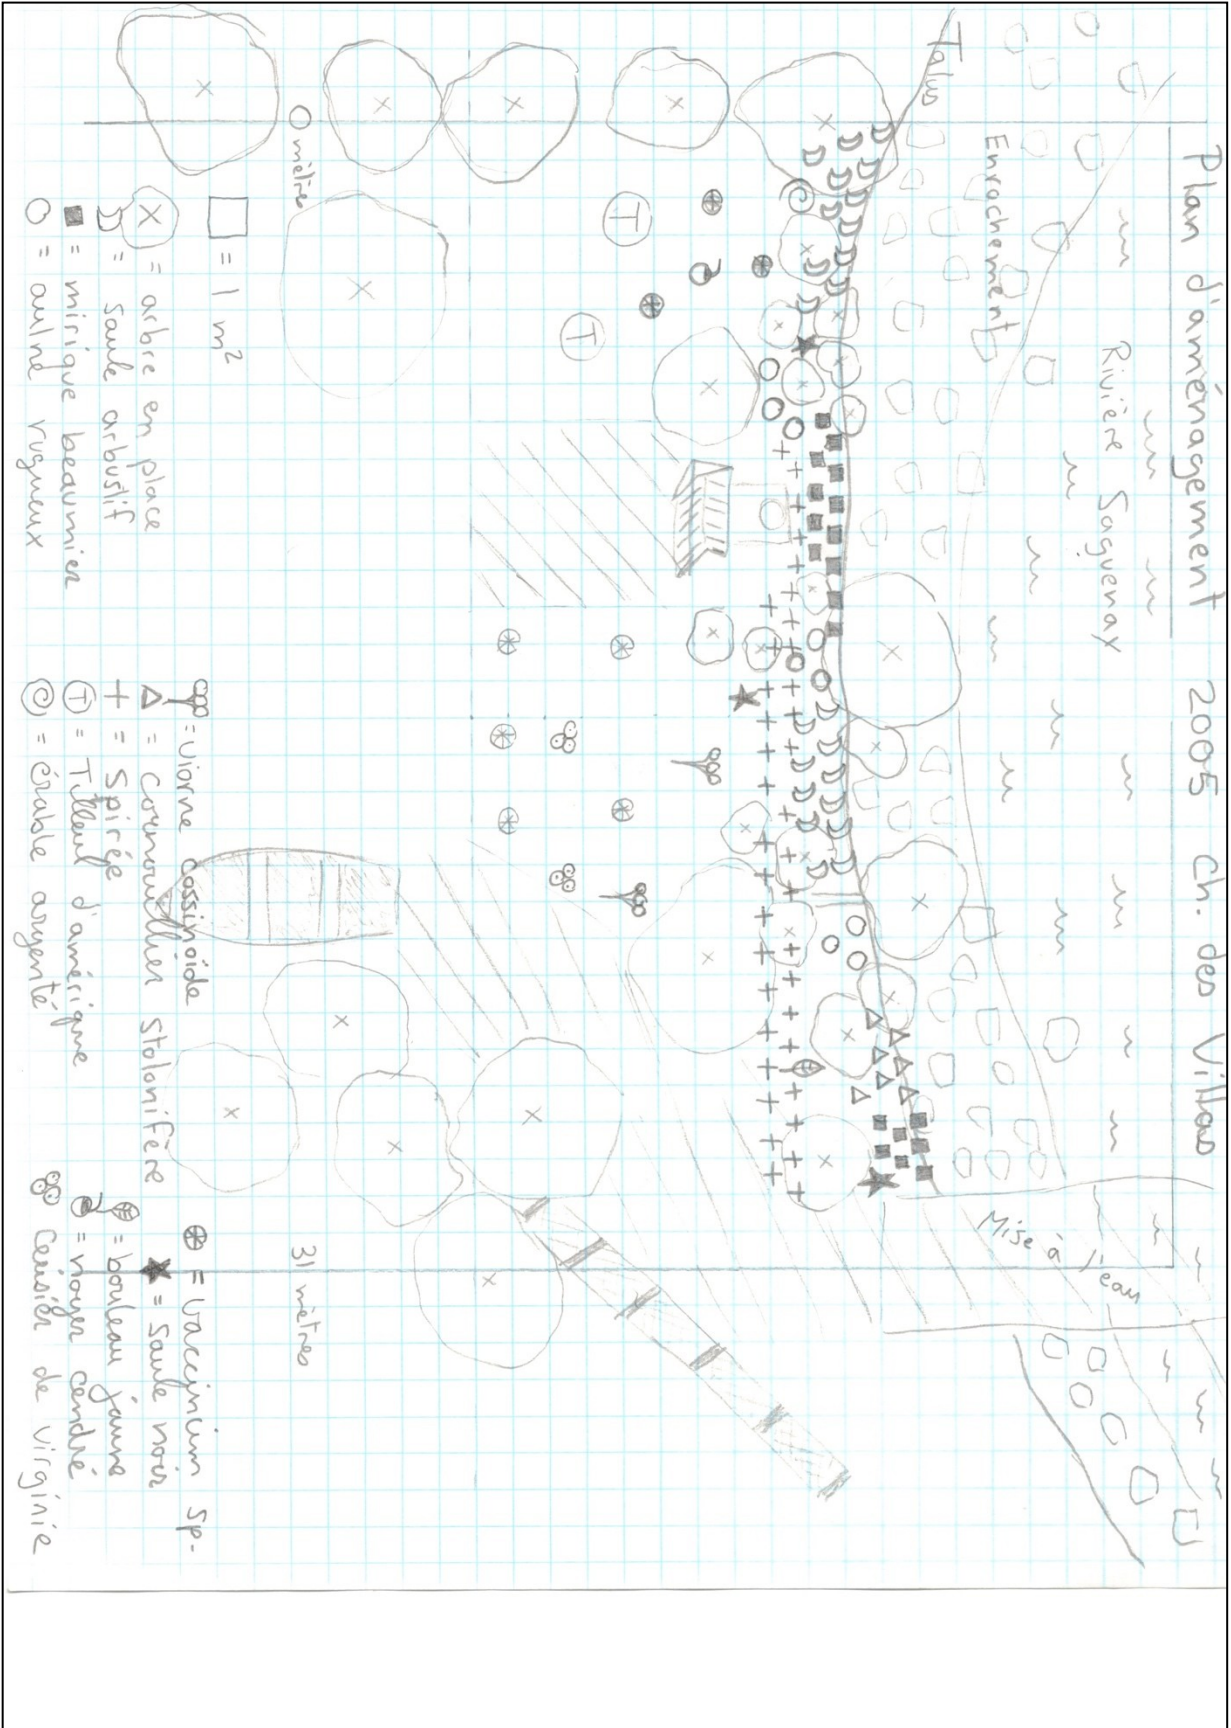 Plan d'aménagement 2005 Ch. des Villas
Rivière Saguenay
Enrochement
Talus
Mise à l'eau
T
T
0 mètre
31 mètres
= 1 m²
X = arbre en place
= saule arbustif
= mirique beaumier
= aulne rugueux
= viorne cassinoïde
= cornouiller stolonifère
+ = Spirée
T = Tilleul d'amérique
= érable argenté
= Vaccinium sp.
= saule noir
= bouleau jaune
= noyer cendré
cerisier de virginie